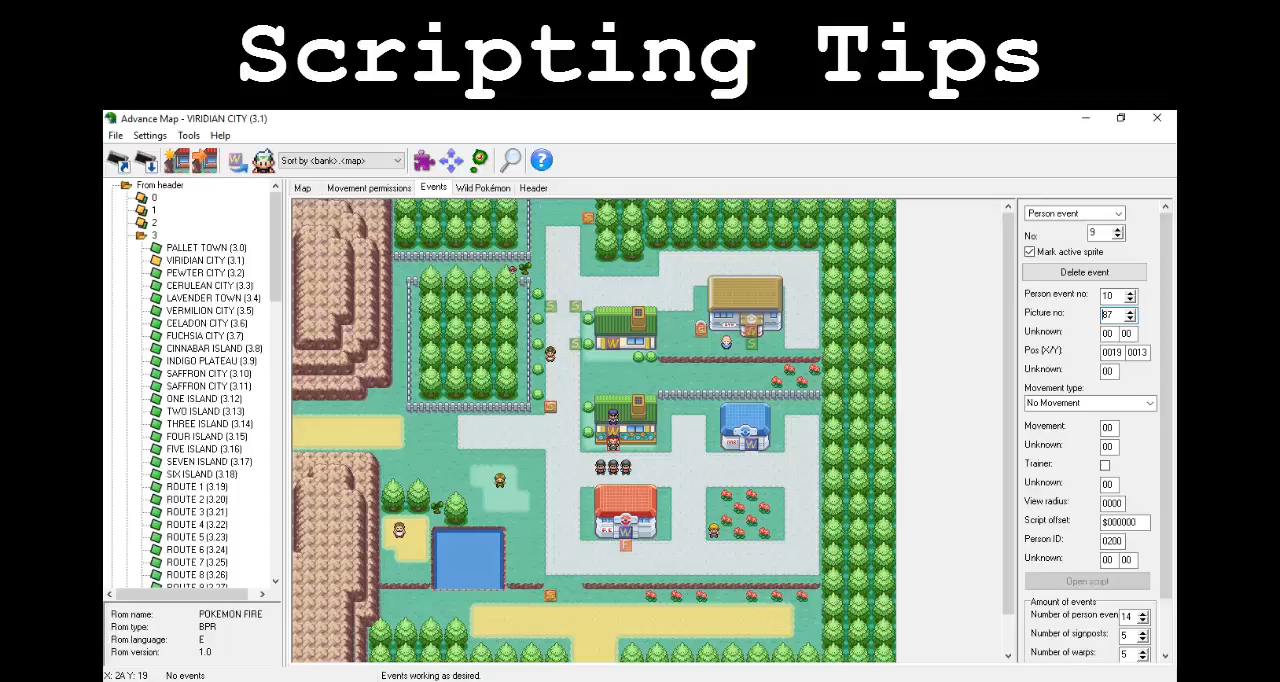 Scripting Tips
Advance Map - VIRIDIAN CITY (3.1)
File Settings Tools Help
Sort by <bank>.<map>
Map Movement permissions Events Wild Pokémon Header
From header
0
1
2
3
PALLET TOWN (3.0)
VIRIDIAN CITY (3.1)
PEWTER CITY (3.2)
CERULEAN CITY (3.3)
LAVENDER TOWN (3.4)
VERMILION CITY (3.5)
CELADON CITY (3.6)
FUCHSIA CITY (3.7)
CINNABAR ISLAND (3.8)
INDIGO PLATEAU (3.9)
SAFFRON CITY (3.10)
SAFFRON CITY (3.11)
ONE ISLAND (3.12)
TWO ISLAND (3.13)
THREE ISLAND (3.14)
FOUR ISLAND (3.15)
FIVE ISLAND (3.16)
SEVEN ISLAND (3.17)
SIX ISLAND (3.18)
ROUTE 1 (3.19)
ROUTE 2 (3.20)
ROUTE 3 (3.21)
ROUTE 4 (3.22)
ROUTE 5 (3.23)
ROUTE 6 (3.24)
ROUTE 7 (3.25)
ROUTE 8 (3.26)
ROUTE 9 (3.27)
Rom name: POKEMON FIRE
Rom type: BPR
Rom language: E
Rom version: 1.0
Person event
No: 9
Mark active sprite
Delete event
Person event no: 10
Picture no: 87
Unknown: 00 00
Pos (X/Y): 0019 0013
Unknown: 00
Movement type:
No Movement
Movement: 00
Unknown: 00
Trainer:
Unknown: 00
View radius: 0000
Script offset: $000000
Person ID: 0200
Unknown: 00 00
Open script
Amount of events
Number of person even 14
Number of signposts: 5
Number of warps: 5
X: 2A Y: 19 No events Events working as desired.